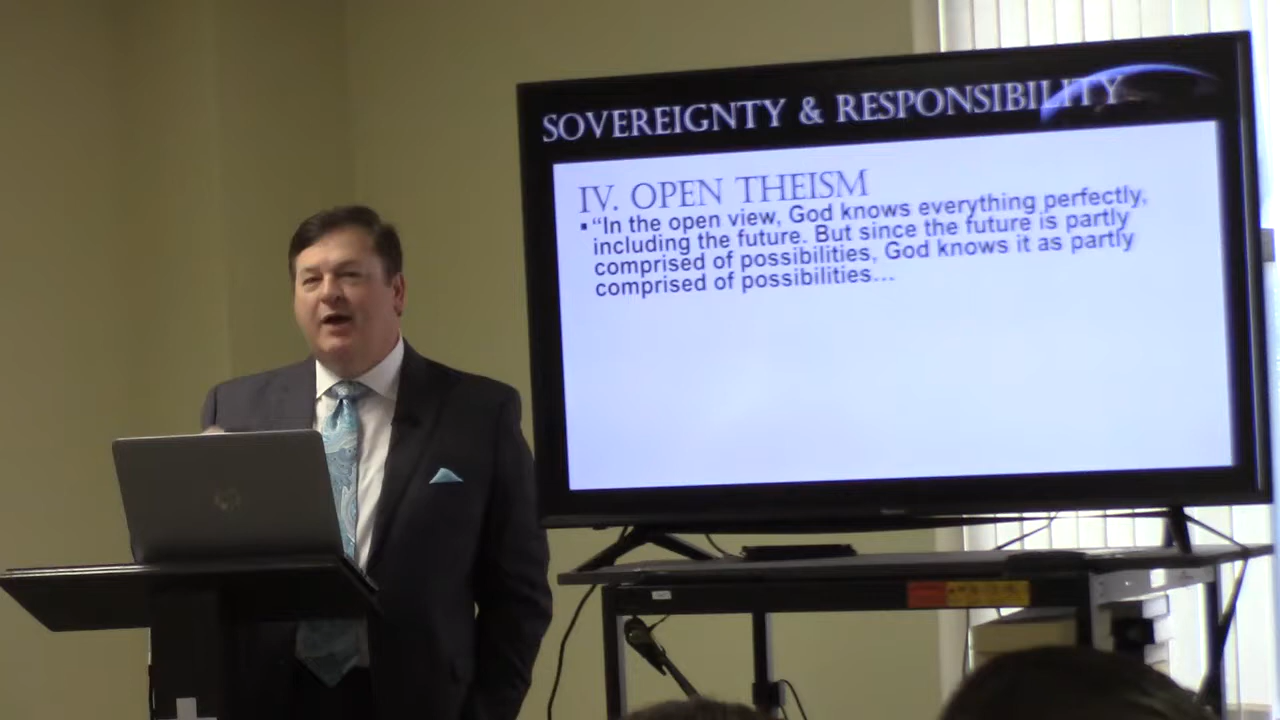 SOVEREIGNTY & RESPONSIBILITY
IV. OPEN THEISM
▪“In the open view, God knows everything perfectly,
including the future. But since the future is partly
comprised of possibilities, God knows it as partly
comprised of possibilities...